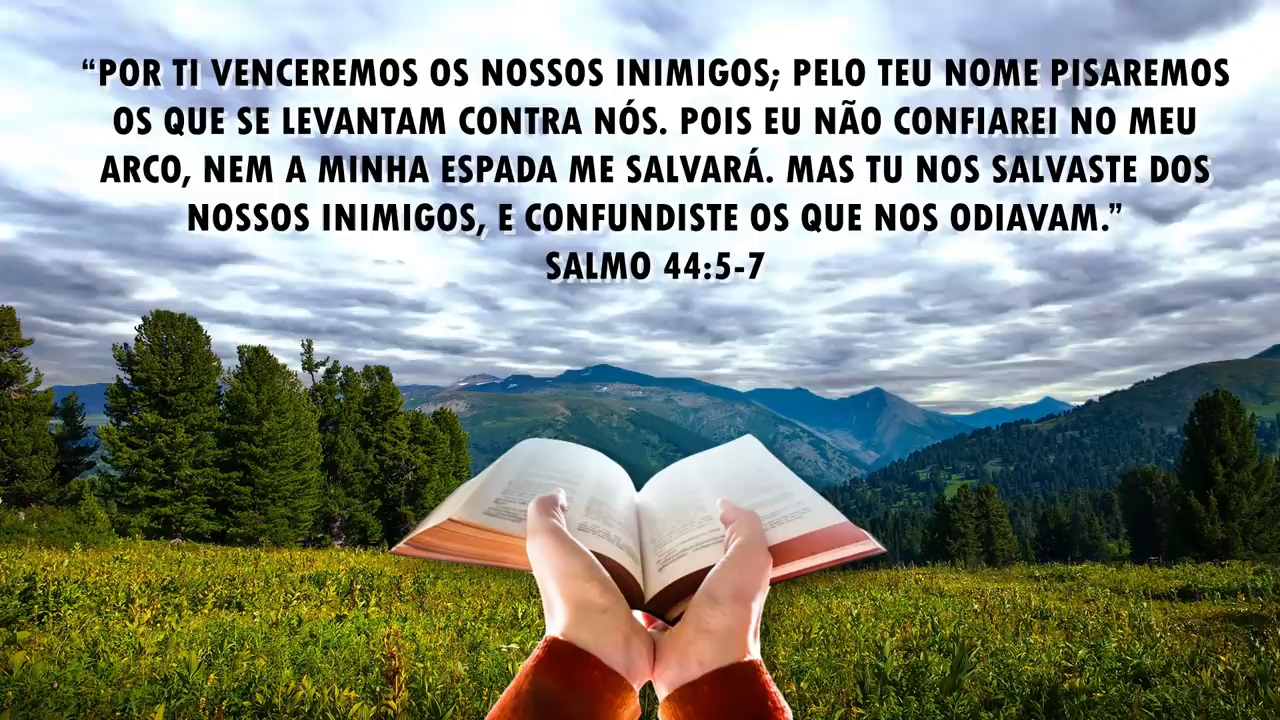 “POR TI VENCEREMOS OS NOSSOS INIMIGOS; PELO TEU NOME PISAREMOS
OS QUE SE LEVANTAM CONTRA NÓS. POIS EU NÃO CONFIAREI NO MEU
ARCO, NEM A MINHA ESPADA ME SALVARÁ. MAS TU NOS SALVASTE DOS
NOSSOS INIMIGOS, E CONFUNDISTE OS QUE NOS ODIAVAM.”
SALMO 44:5-7